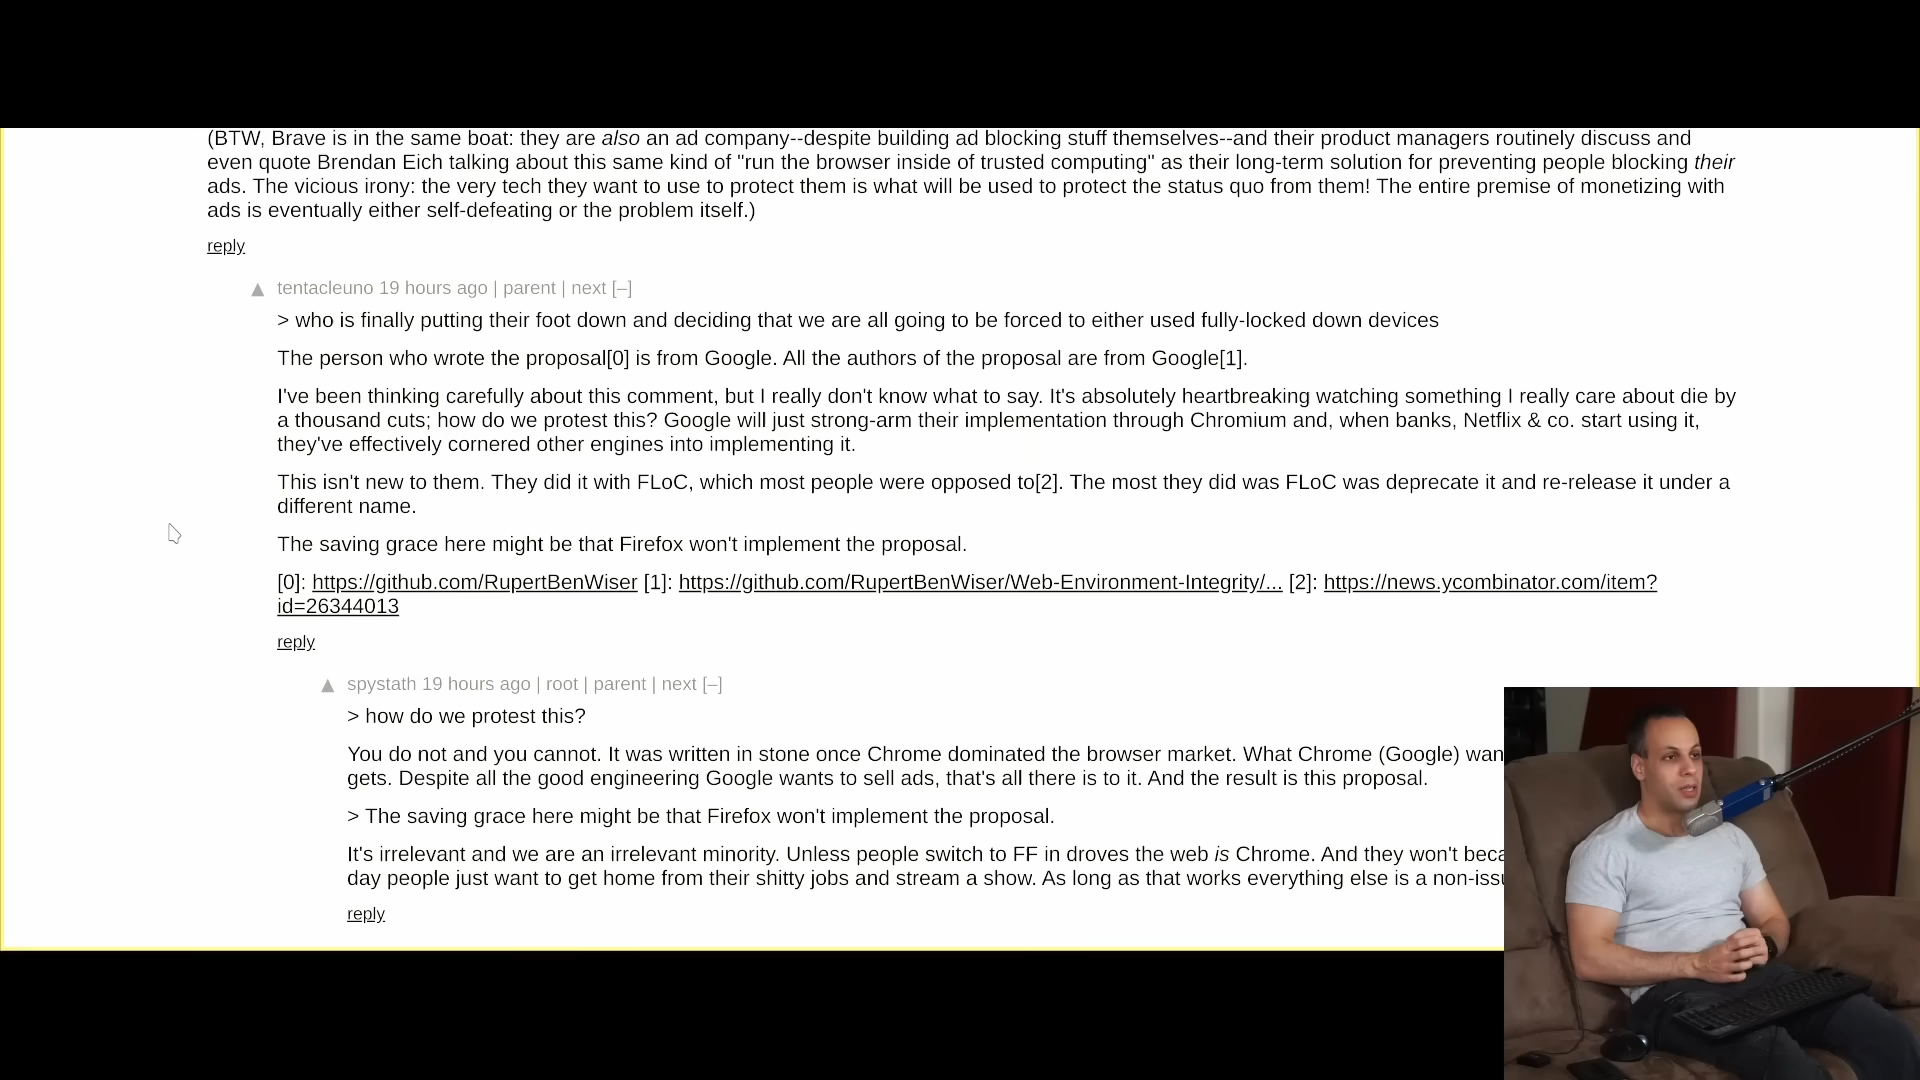 (BTW, Brave is in the same boat: they are also an ad company--despite building ad blocking stuff themselves--and their product managers routinely discuss and
even quote Brendan Eich talking about this same kind of "run the browser inside of trusted computing" as their long-term solution for preventing people blocking their
ads. The vicious irony: the very tech they want to use to protect them is what will be used to protect the status quo from them! The entire premise of monetizing with
ads is eventually either self-defeating or the problem itself.)
reply
▲ tentacleuno 19 hours ago | parent | next [–]
> who is finally putting their foot down and deciding that we are all going to be forced to either used fully-locked down devices
The person who wrote the proposal[0] is from Google. All the authors of the proposal are from Google[1].
I've been thinking carefully about this comment, but I really don't know what to say. It's absolutely heartbreaking watching something I really care about die by
a thousand cuts; how do we protest this? Google will just strong-arm their implementation through Chromium and, when banks, Netflix & co. start using it,
they've effectively cornered other engines into implementing it.
This isn't new to them. They did it with FLoC, which most people were opposed to[2]. The most they did was FLoC was deprecate it and re-release it under a
different name.
The saving grace here might be that Firefox won't implement the proposal.
[0]: https://github.com/RupertBenWiser [1]: https://github.com/RupertBenWiser/Web-Environment-Integrity/... [2]: https://news.ycombinator.com/item?
id=26344013
reply
▲ spystath 19 hours ago | root | parent | next [–]
> how do we protest this?
You do not and you cannot. It was written in stone once Chrome dominated the browser market. What Chrome (Google)
gets. Despite all the good engineering Google wants to sell ads, that's all there is to it. And the result is this proposal.
> The saving grace here might be that Firefox won't implement the proposal.
It's irrelevant and we are an irrelevant minority. Unless people switch to FF in droves the web is Chrome. And they won't
day people just want to get home from their shitty jobs and stream a show. As long as that works everything else is a
reply